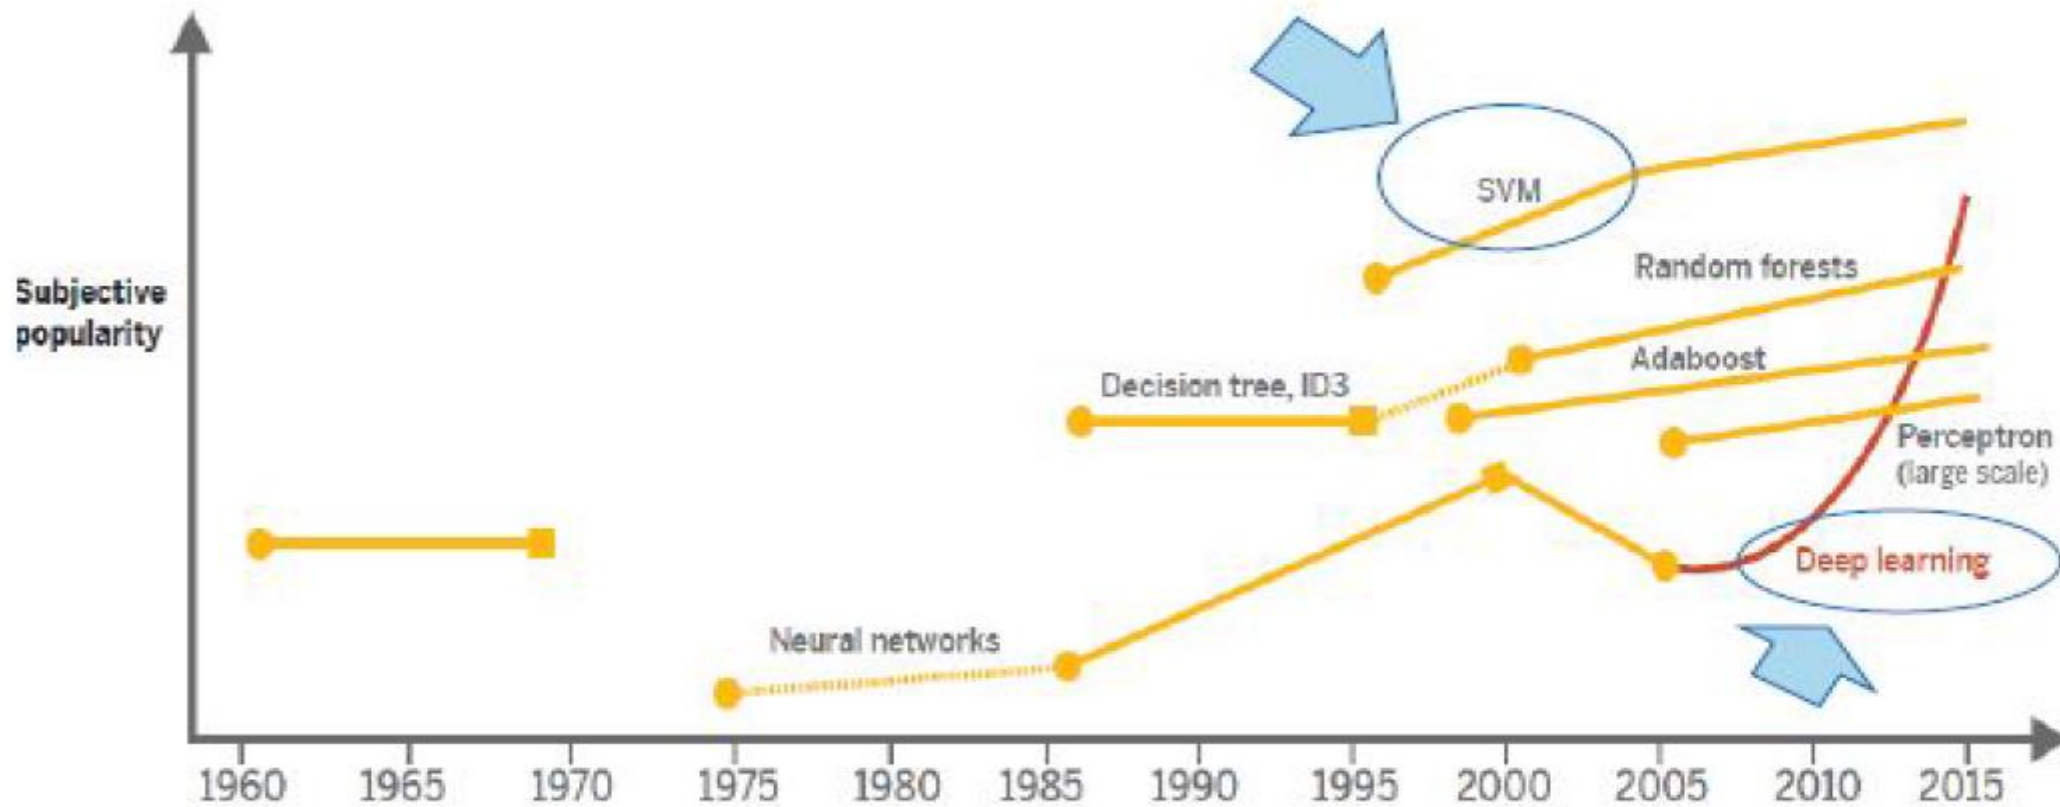 SVM
Random forests
Subjective
popularity
Adaboost
Decision tree, ID3
Perceptron
(large scale)
Deep learning
Neural networks
1960 1965 1970 1975 1980 1985 1990 1995 2000 2005 2010 2015